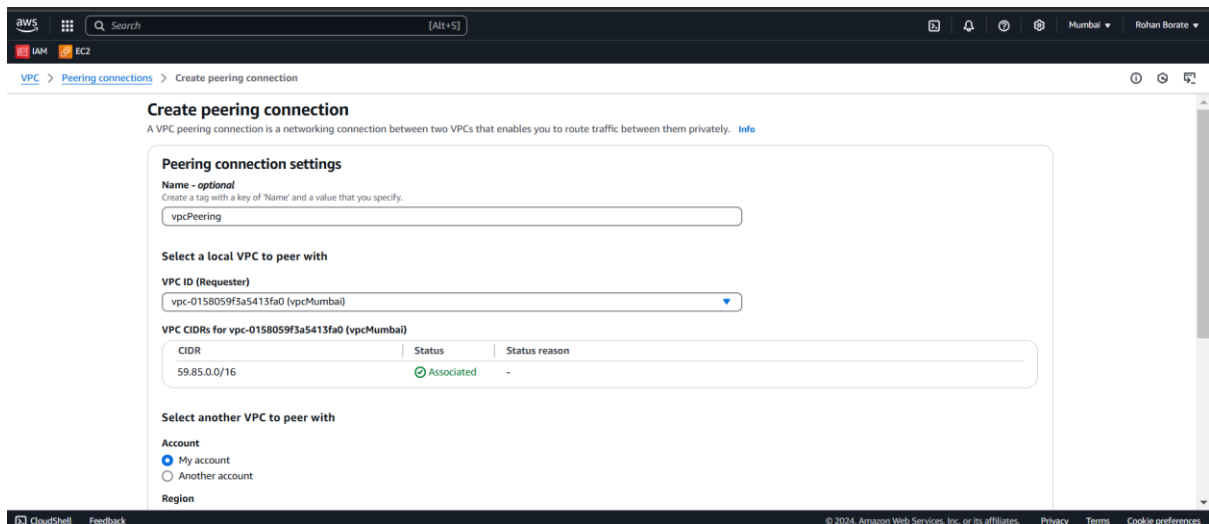 aws Search [Alt+S] Mumbai Rohan Borate
IAM EC2
VPC > Peering connections > Create peering connection
Create peering connection
A VPC peering connection is a networking connection between two VPCs that enables you to route traffic between them privately. Info
Peering connection settings
Name - optional
Create a tag with a key of 'Name' and a value that you specify.
vpcPeering
Select a local VPC to peer with
VPC ID (Requester)
vpc-0158059f3a5413fa0 (vpcMumbai)
VPC CIDRs for vpc-0158059f3a5413fa0 (vpcMumbai)
CIDR Status Status reason
59.85.0.0/16 Associated -
Select another VPC to peer with
Account
My account
Another account
Region
CloudShell Feedback © 2024, Amazon Web Services, Inc. or its affiliates. Privacy Terms Cookie preferences